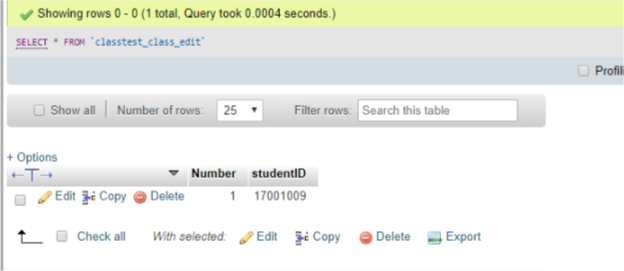 Showing rows 0 - 0 (1 total, Query took 0.0004 seconds.)
SELECT * FROM `classtest_class_edit`
Profili
Show all Number of rows: 25 Filter rows: Search this table
+ Options
←T→ Number studentID
Edit Copy Delete 1 17001009
Check all With selected: Edit Copy Delete Export